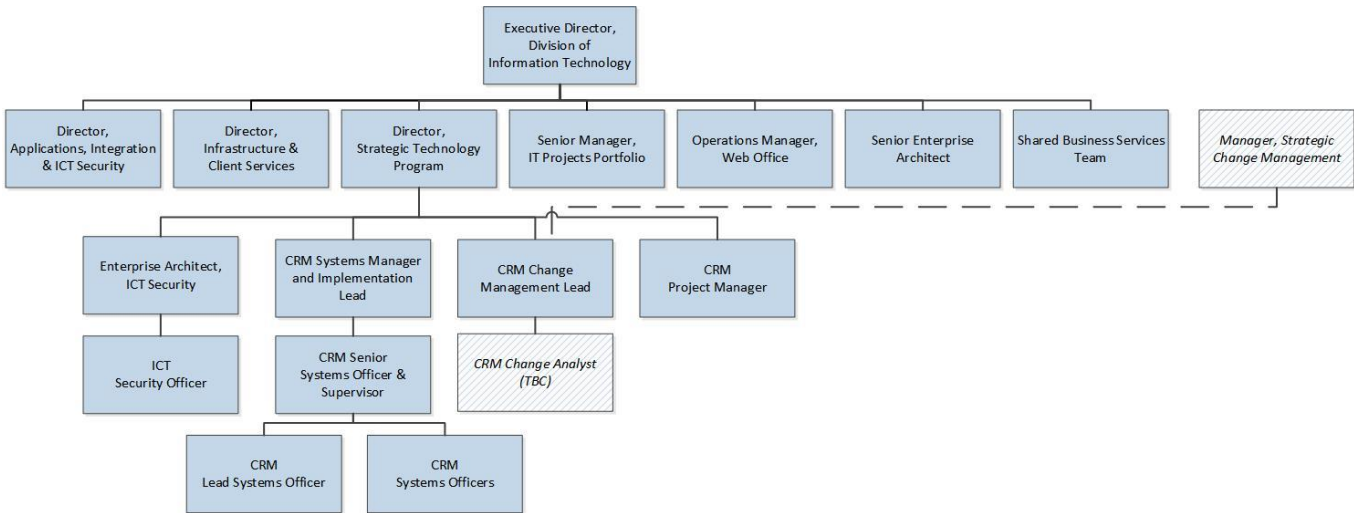 Executive Director,
Division of
Information Technology
Director,
Applications, Integration
& ICT Security
Director,
Infrastructure &
Client Services
Director,
Strategic Technology
Program
Senior Manager,
IT Projects Portfolio
Operations Manager,
Web Office
Senior Enterprise
Architect
Shared Business Services
Team
Manager, Strategic
Change Management
Enterprise Architect,
ICT Security
CRM Systems Manager
and Implementation
Lead
CRM Change
Management Lead
CRM
Project Manager
ICT
Security Officer
CRM Senior
Systems Officer &
Supervisor
CRM Change Analyst
(TBC)
CRM
Lead Systems Officer
CRM
Systems Officers